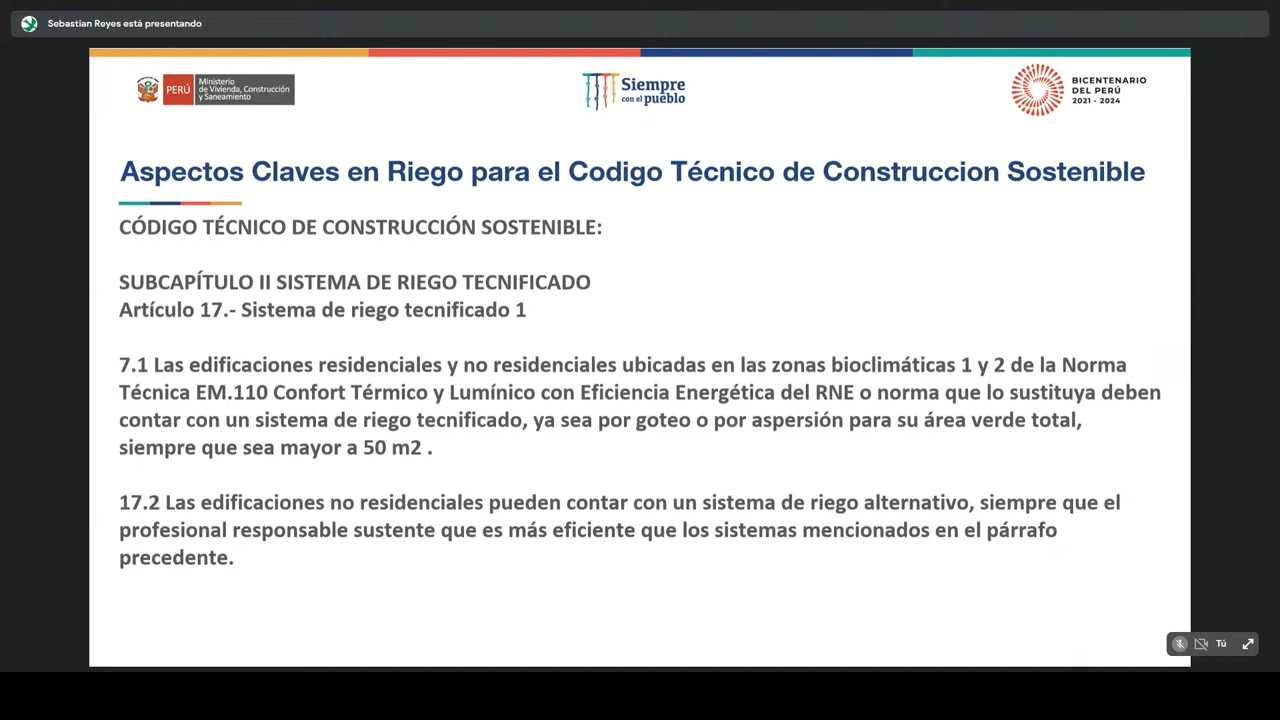 Sebastian Reyes está presentando
PERÚ
Ministerio
de Vivienda, Construcción
y Saneamiento
Siempre
con el pueblo
BICENTENARIO
DEL PERÚ
2021 - 2024
Aspectos Claves en Riego para el Codigo Técnico de Construccion Sostenible
CÓDIGO TÉCNICO DE CONSTRUCCIÓN SOSTENIBLE:
SUBCAPÍTULO II SISTEMA DE RIEGO TECNIFICADO
Artículo 17.- Sistema de riego tecnificado 1
7.1 Las edificaciones residenciales y no residenciales ubicadas en las zonas bioclimáticas 1 y 2 de la Norma
Técnica EM.110 Confort Térmico y Lumínico con Eficiencia Energética del RNE o norma que lo sustituya deben
contar con un sistema de riego tecnificado, ya sea por goteo o por aspersión para su área verde total,
siempre que sea mayor a 50 m2 .
17.2 Las edificaciones no residenciales pueden contar con un sistema de riego alternativo, siempre que el
profesional responsable sustente que es más eficiente que los sistemas mencionados en el párrafo
precedente.
Tú